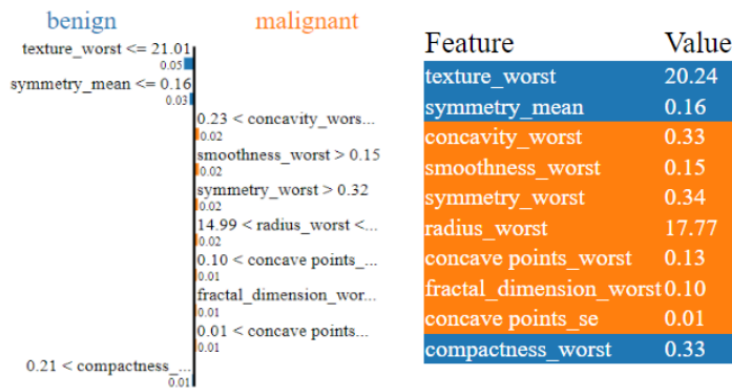 benign malignant
texture_worst <= 21.01
0.05
symmetry_mean <= 0.16
0.03
0.23 < concavity_wors...
0.02
smoothness_worst > 0.15
0.02
symmetry_worst > 0.32
0.02
14.99 < radius_worst <...
0.02
0.10 < concave points_...
0.01
fractal_dimension_wor...
0.01
0.01 < concave points...
0.01
0.21 < compactness_...
0.01
Feature Value
texture_worst 20.24
symmetry_mean 0.16
concavity_worst 0.33
smoothness_worst 0.15
symmetry_worst 0.34
radius_worst 17.77
concave points_worst 0.13
fractal_dimension_worst 0.10
concave points_se 0.01
compactness_worst 0.33